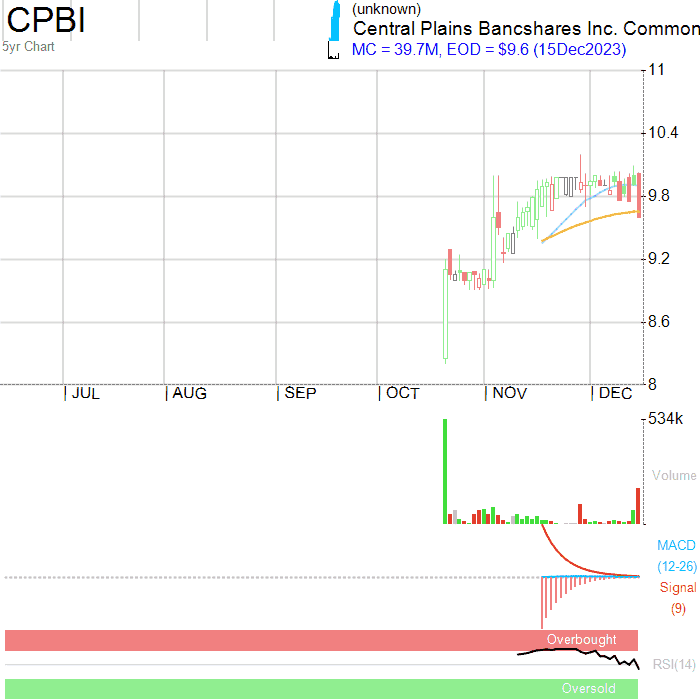 CPBI
5yr Chart
(unknown)
Central Plains Bancshares Inc. Common
MC = 39.7M, EOD = $9.6 (15Dec2023)
11
10.4
9.8
9.2
8.6
8
JUL AUG SEP OCT NOV DEC
534k
Volume
MACD
(12-26)
Signal
(9)
Overbought
RSI(14)
Oversold